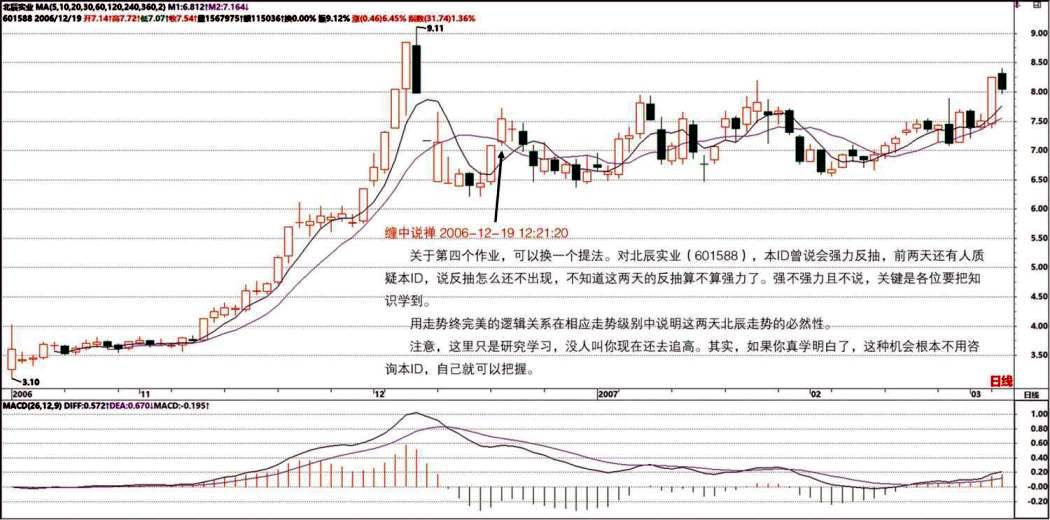 北辰实业 MA(5,10,20,30,60,120,240,360,2) M1:6.812↑M2:7.164↓
601588 2006/12/19 开7.14↑高7.72↑低7.07↑收7.54↑量1567975↑额115036↑换0.00% 振9.12% 涨(0.46)6.45% 指数(31.74)1.36%
9.11
9.00
8.50
8.00
7.50
7.00
6.50
6.00
5.50
5.00
4.50
4.00
3.50
缠中说禅 2006-12-19 12:21:20
关于第四个作业，可以换一个提法。对北辰实业（601588），本ID曾说会强力反抽，前两天还有人质
疑本ID，说反抽怎么还不出现，不知道这两天的反抽算不算强力了。强不强力且不说，关键是各位要把知
识学到。
用走势终完美的逻辑关系在相应走势级别中说明这两天北辰走势的必然性。
注意，这里只是研究学习，没人叫你现在还去追高。其实，如果你真学明白了，这种机会根本不用咨
询本ID，自己就可以把握。
3.10
日线
2006 11 12 2007 02 03 日线
MACD(26,12,9) DIFF:0.572↑DEA:0.670↓MACD:-0.195↑
1.00
0.80
0.60
0.40
0.20
-0.00
-0.20